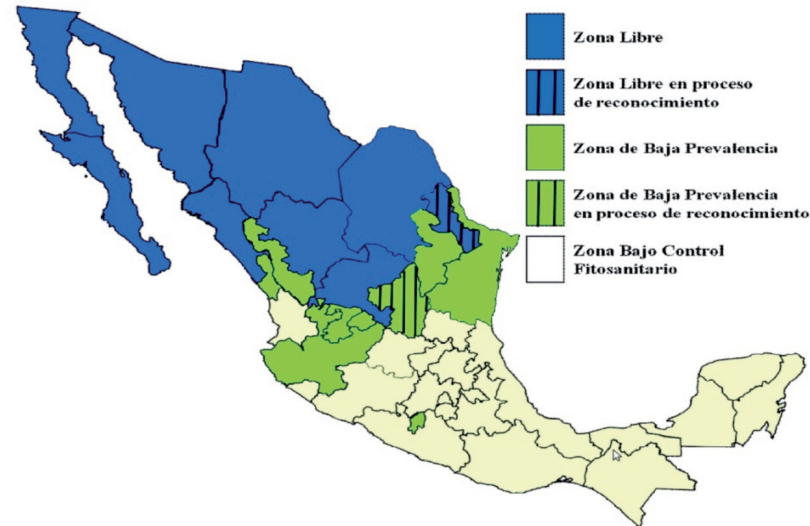 Zona Libre
Zona Libre en proceso
de reconocimiento
Zona de Baja Prevalencia
Zona de Baja Prevalencia
en proceso de reconocimiento
Zona Bajo Control
Fitosanitario